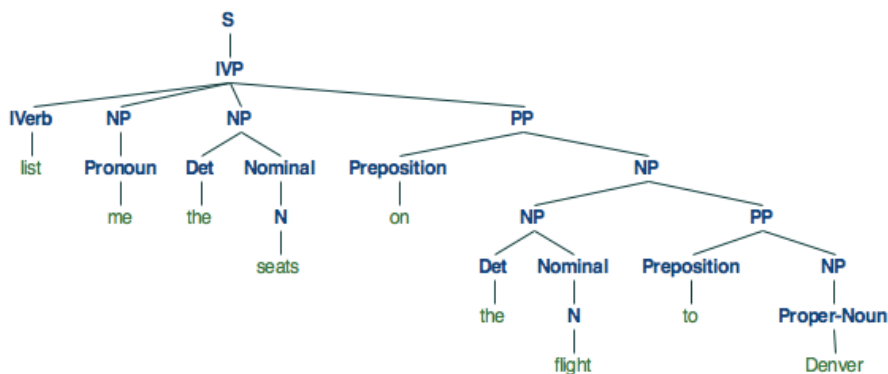 S
IVP
IVerb NP NP PP
list Pronoun Det Nominal Preposition NP
me the N on NP PP
seats Det Nominal Preposition NP
the N to Proper-Noun
flight Denver